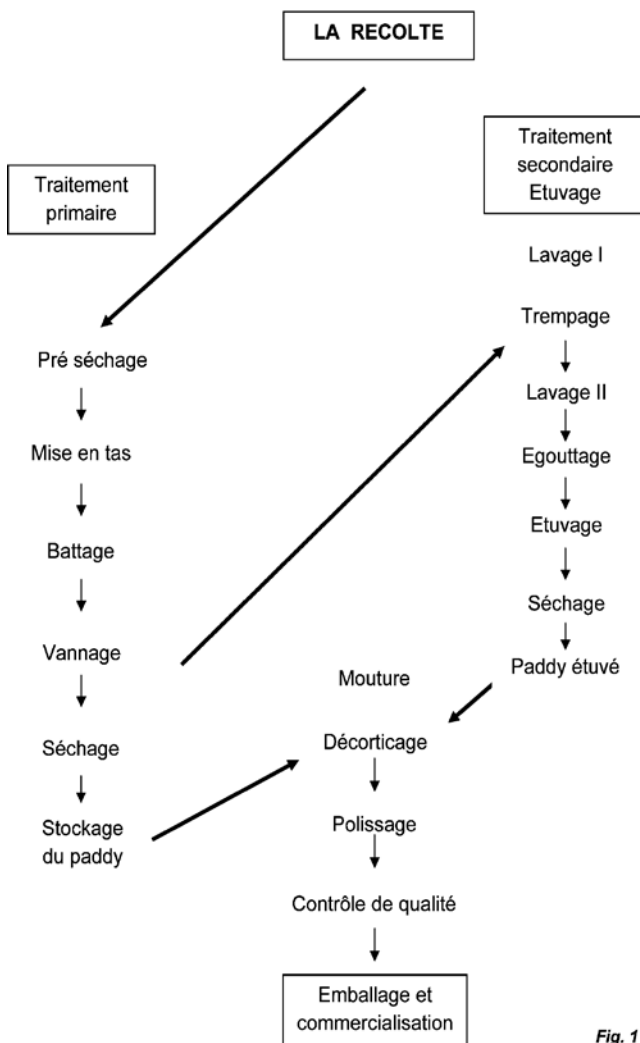 LA RECOLTE
Traitement
primaire
Pré séchage
Mise en tas
Battage
Vannage
Séchage
Stockage
du paddy
Traitement
secondaire
Etuvage
Lavage I
Trempage
Lavage II
Egouttage
Etuvage
Séchage
Paddy étuvé
Mouture
Décorticage
Polissage
Contrôle de qualité
Emballage et
commercialisation
Fig. 1